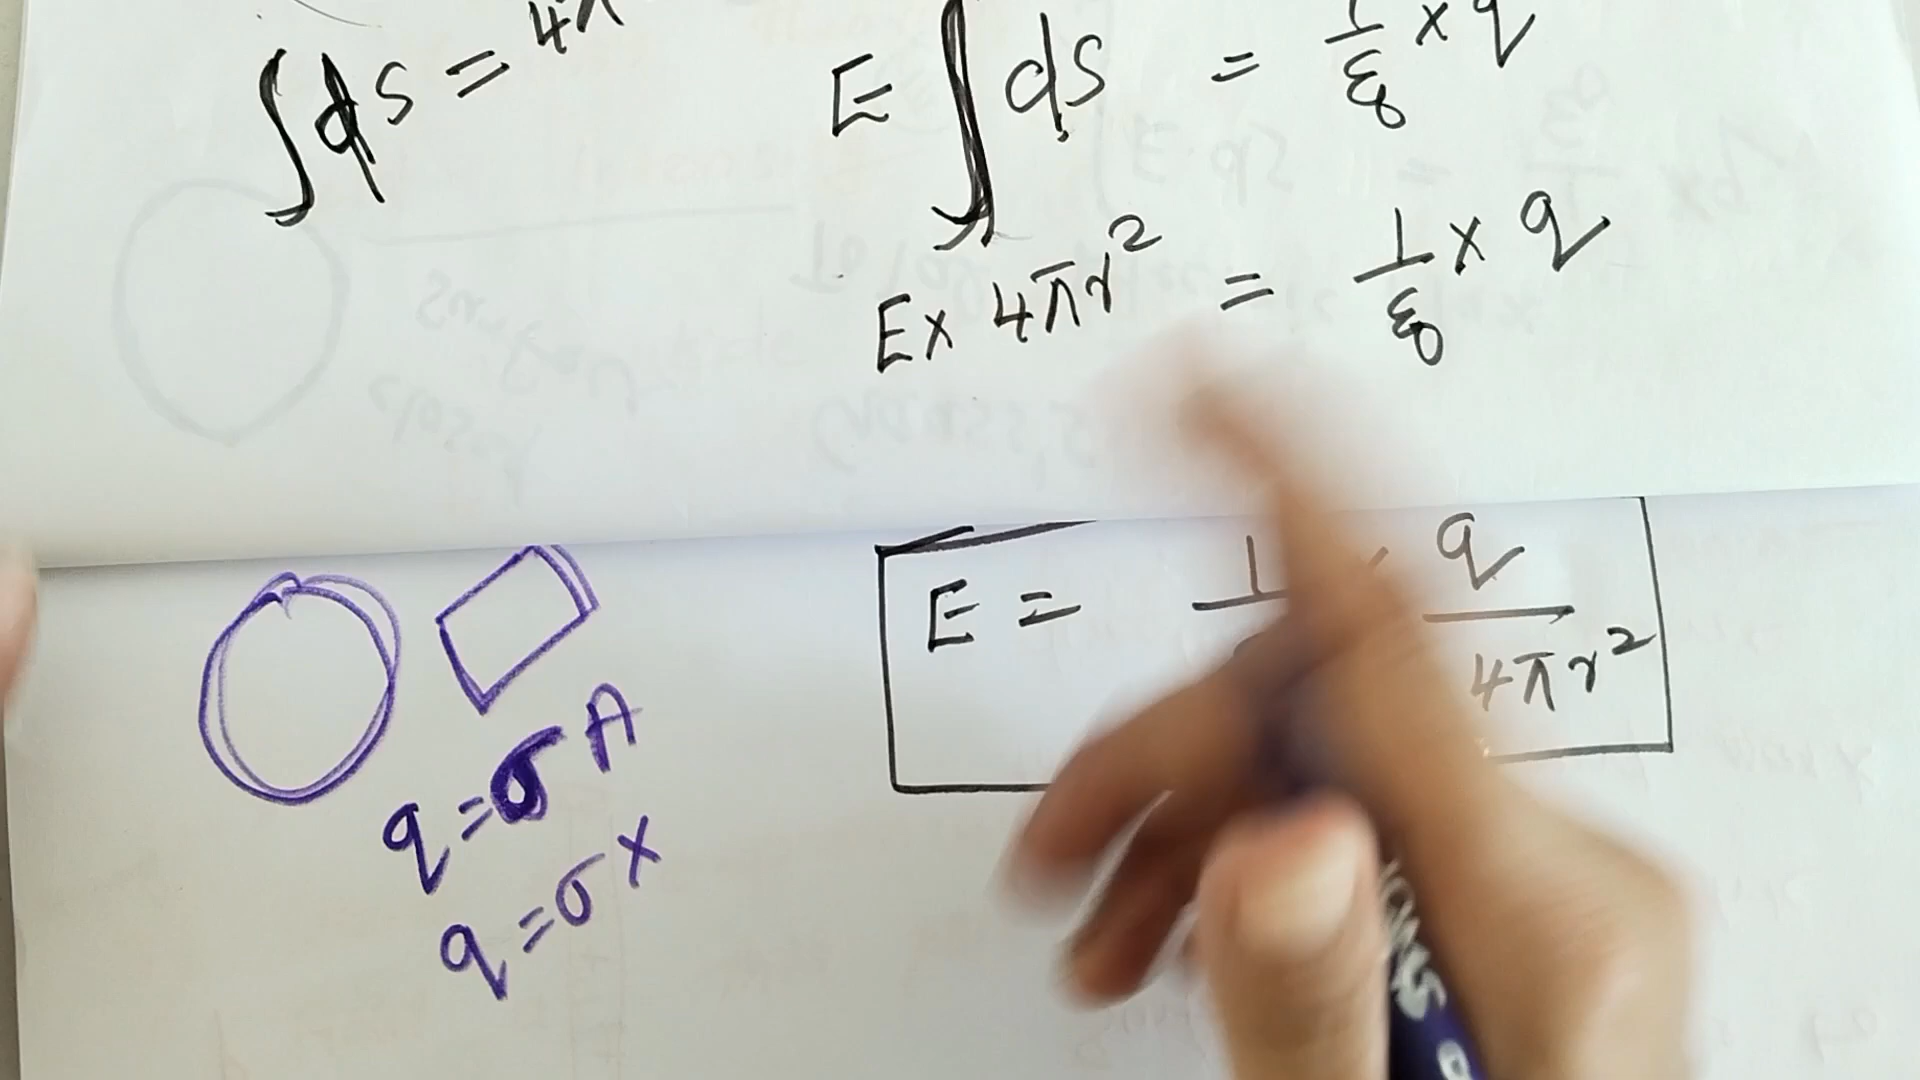 ∫ds = 4π
E∫ds = 1/ε0 × q
E× 4πr² = 1/ε0 × q
E = 1 q/4πr²
q=σA
q=σ×